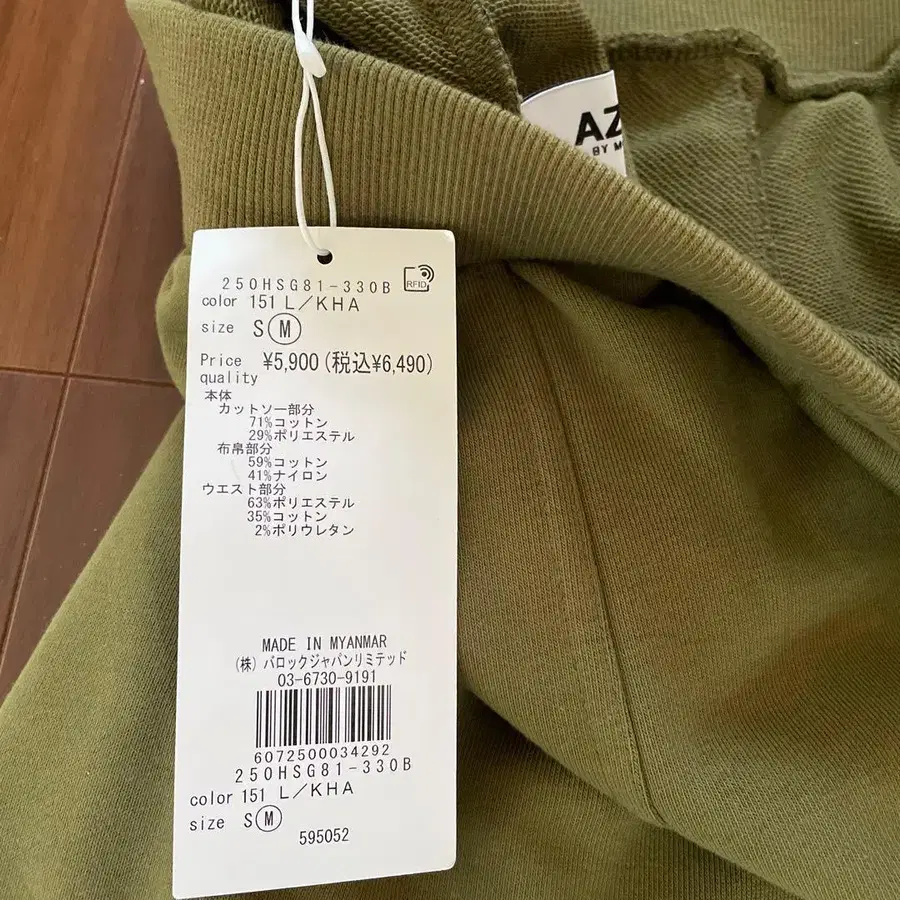 AZ
BY M
250HSG81-330B
RFID
color 151 L/KHA
size S M
Price ¥5,900(税込¥6,490)
quality
本体
カットソー部分
71%コットン
29%ポリエステル
布帛部分
59%コットン
41%ナイロン
ウエスト部分
63%ポリエステル
35%コットン
2%ポリウレタン
MADE IN MYANMAR
(株)バロックジャパンリミテッド
03-6730-9191
6072500034292
250HSG81-330B
color 151 L/KHA
size S M
595052